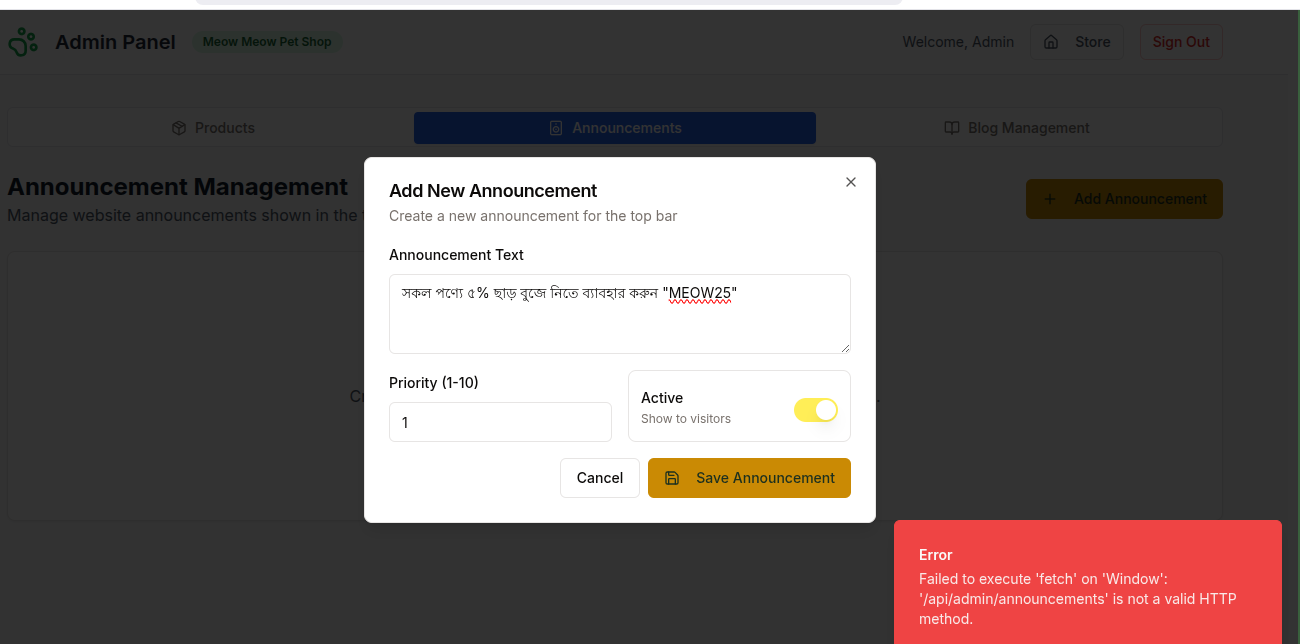 Admin Panel
Meow Meow Pet Shop
Welcome, Admin
Store
Sign Out
Products
Announcements
Blog Management
Announcement Management
Manage website announcements shown in the
Add Announcement
Add New Announcement
Create a new announcement for the top bar
Announcement Text
সকল পণ্যে ৫% ছাড় বুজে নিতে ব্যাবহার করুন "MEOW25"
Priority (1-10)
1
Active
Show to visitors
Cancel
Save Announcement
Error
Failed to execute 'fetch' on 'Window':
'/api/admin/announcements' is not a valid HTTP
method.